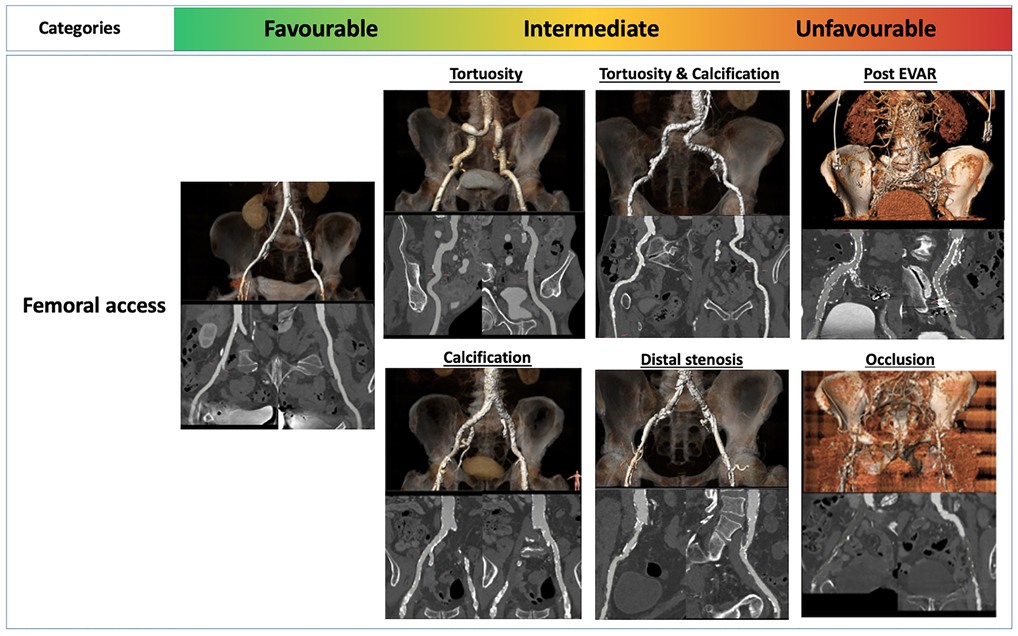 Categories
Favourable
Intermediate
Unfavourable
Femoral access
Tortuosity
Tortuosity & Calcification
Post EVAR
Calcification
Distal stenosis
Occlusion